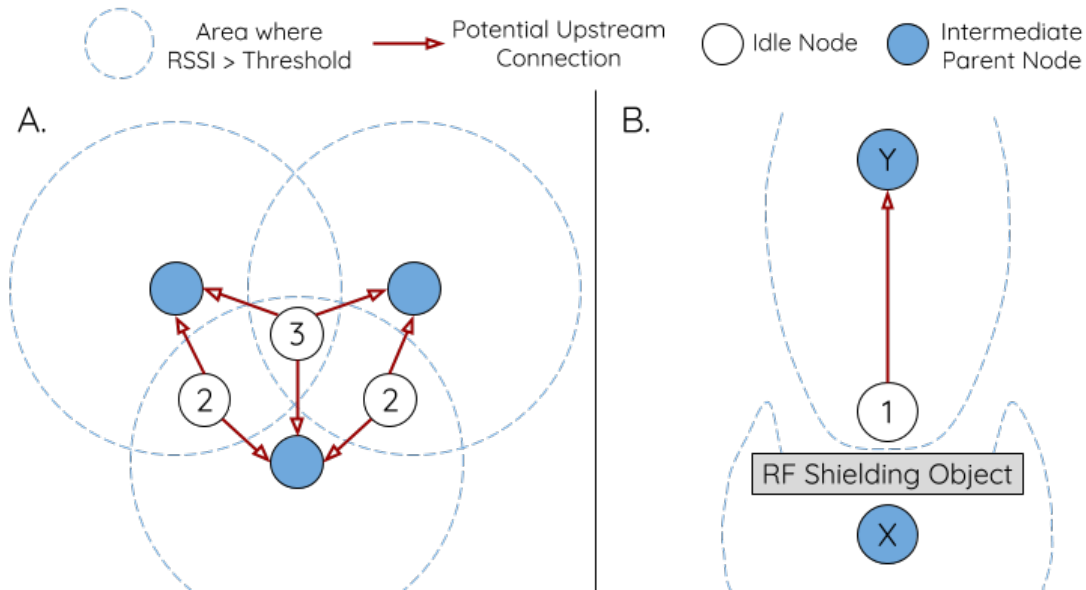 Area where
RSSI > Threshold
Potential Upstream
Connection
Idle Node
Intermediate
Parent Node
A.
3
2
2
B.
Y
1
RF Shielding Object
X